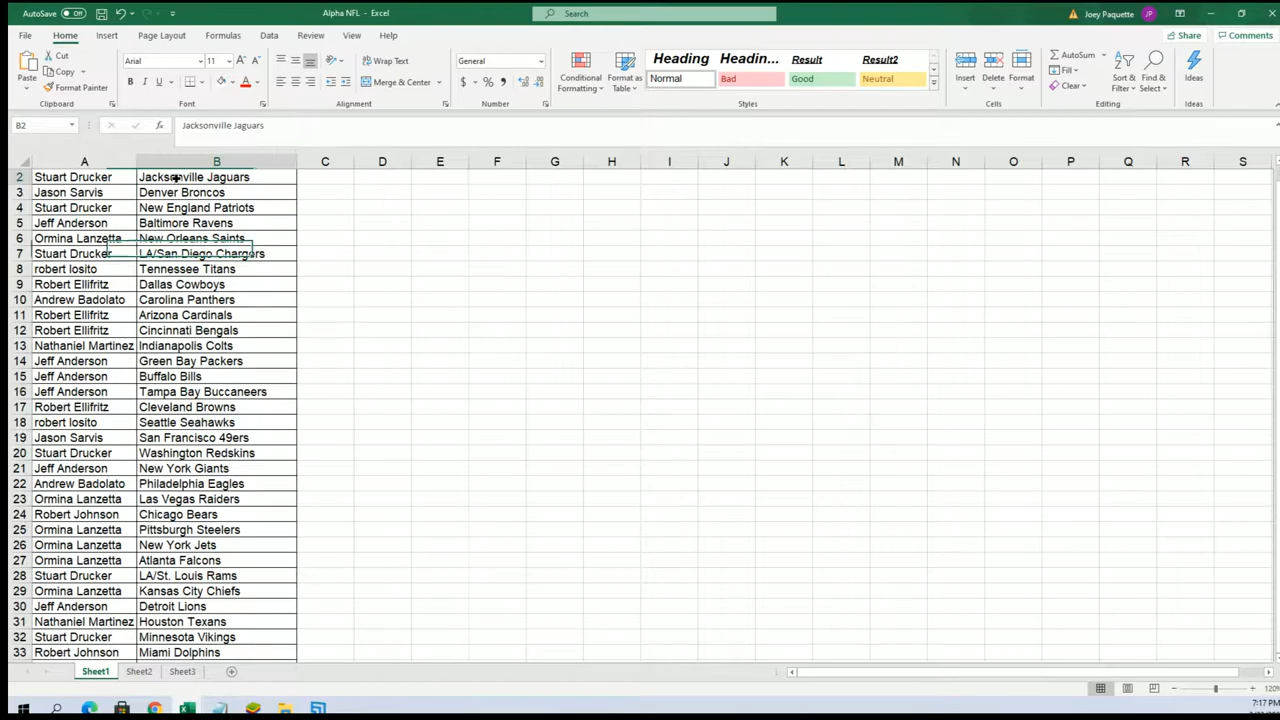 AutoSave Off Alpha NFL - Excel Search Joey Paquette JP
File Home Insert Page Layout Formulas Data Review View Help Share Comments
Paste Cut Copy Format Painter Clipboard
Arial 11 B I U A Font
Wrap Text Merge & Center Alignment
General $ % , Number
Conditional Formatting Format as Table
Heading Headin... Result Result2
Normal Bad Good Neutral
Styles
Insert Delete Format Cells
AutoSum Fill Clear Sort & Filter Find & Select Editing
Ideas Ideas
B2 fx Jacksonville Jaguars
A B C D E F G H I J K L M N O P Q R S
2 Stuart Drucker Jacksonville Jaguars
3 Jason Sarvis Denver Broncos
4 Stuart Drucker New England Patriots
5 Jeff Anderson Baltimore Ravens
6 Ormina Lanzetta New Orleans Saints
7 Stuart Drucker LA/San Diego Chargers
8 robert losito Tennessee Titans
9 Robert Ellifritz Dallas Cowboys
10 Andrew Badolato Carolina Panthers
11 Robert Ellifritz Arizona Cardinals
12 Robert Ellifritz Cincinnati Bengals
13 Nathaniel Martinez Indianapolis Colts
14 Jeff Anderson Green Bay Packers
15 Jeff Anderson Buffalo Bills
16 Jeff Anderson Tampa Bay Buccaneers
17 Robert Ellifritz Cleveland Browns
18 robert losito Seattle Seahawks
19 Jason Sarvis San Francisco 49ers
20 Stuart Drucker Washington Redskins
21 Jeff Anderson New York Giants
22 Andrew Badolato Philadelphia Eagles
23 Ormina Lanzetta Las Vegas Raiders
24 Robert Johnson Chicago Bears
25 Ormina Lanzetta Pittsburgh Steelers
26 Ormina Lanzetta New York Jets
27 Ormina Lanzetta Atlanta Falcons
28 Stuart Drucker LA/St. Louis Rams
29 Ormina Lanzetta Kansas City Chiefs
30 Jeff Anderson Detroit Lions
31 Nathaniel Martinez Houston Texans
32 Stuart Drucker Minnesota Vikings
33 Robert Johnson Miami Dolphins
Sheet1 Sheet2 Sheet3
120%
7:17 PM